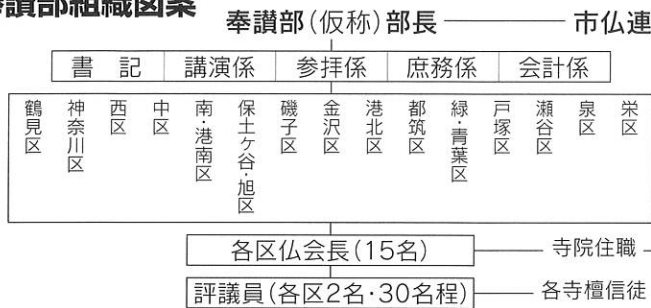 奉讃部組織図案
奉讃部(仮称)部長
市仏連
書記
講演係
参拝係
庶務係
会計係
鶴見区
神奈川区
西区
中区
南・港南区
保土ヶ谷・旭区
磯子区
金沢区
港北区
都筑区
緑・青葉区
戸塚区
瀬谷区
泉区
栄区
各区仏会長(15名)
寺院住職
評議員(各区2名・30名程)
各寺檀信徒